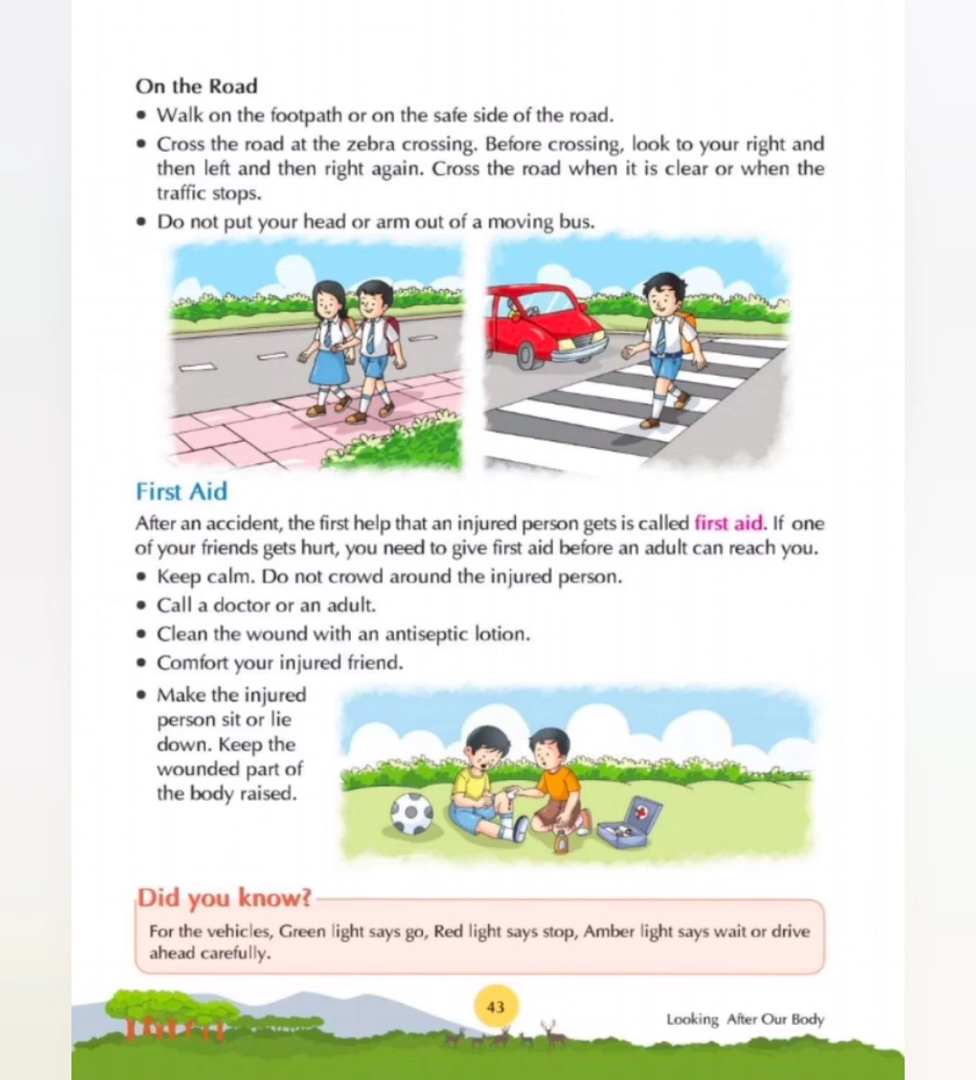 On the Road
• Walk on the footpath or on the safe side of the road.
• Cross the road at the zebra crossing. Before crossing, look to your right and
then left and then right again. Cross the road when it is clear or when the
traffic stops.
• Do not put your head or arm out of a moving bus.
First Aid
After an accident, the first help that an injured person gets is called first aid. If one
of your friends gets hurt, you need to give first aid before an adult can reach you.
• Keep calm. Do not crowd around the injured person.
• Call a doctor or an adult.
• Clean the wound with an antiseptic lotion.
• Comfort your injured friend.
• Make the injured
person sit or lie
down. Keep the
wounded part of
the body raised.
Did you know?
For the vehicles, Green light says go, Red light says stop, Amber light says wait or drive
ahead carefully.
43
Looking After Our Body